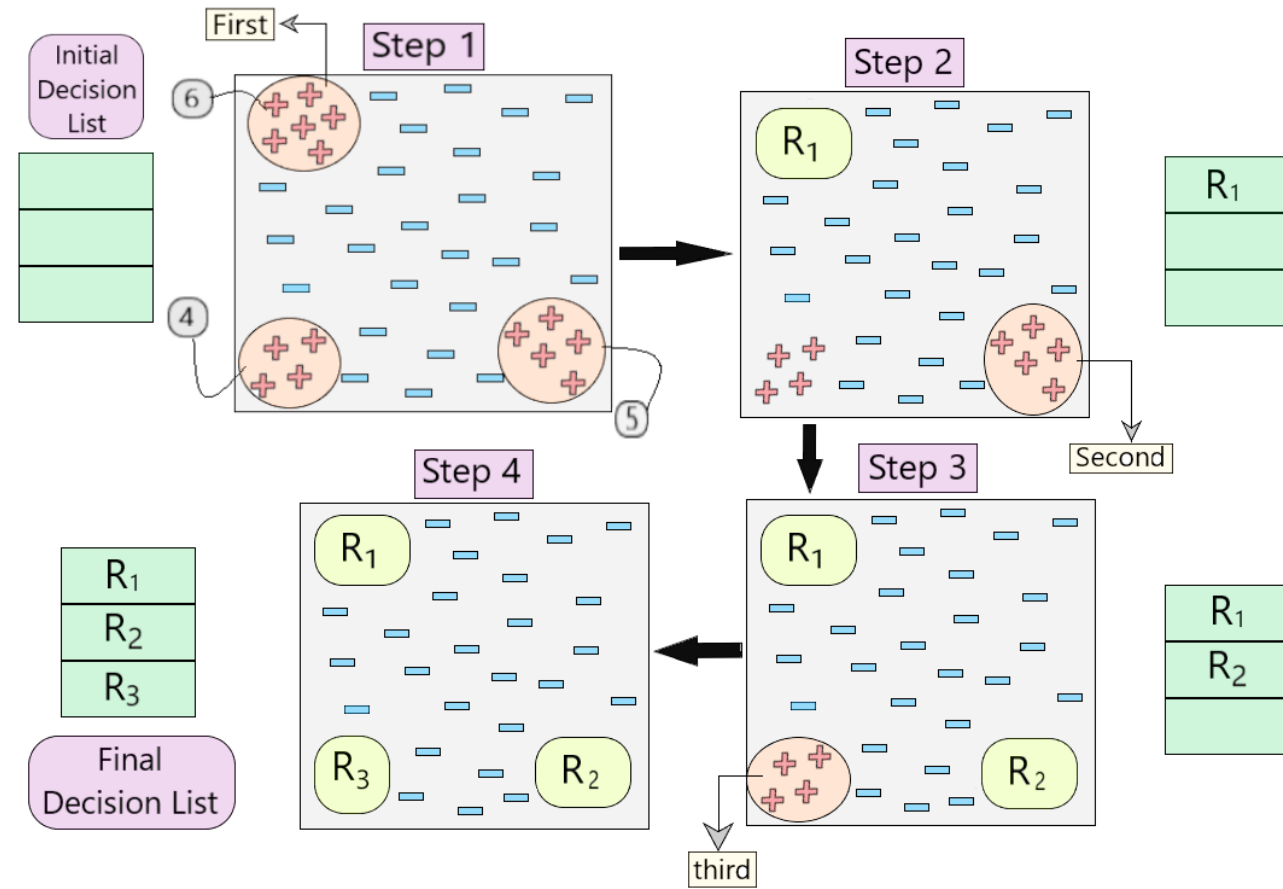 First
Step 1
Initial
Decision
List
6
4
5
Step 2
R₁
R₁
Second
Step 3
R₁
R₂
third
R₁
R₂
Step 4
R₁
R₃
R₂
R₁
R₂
R₃
Final
Decision List